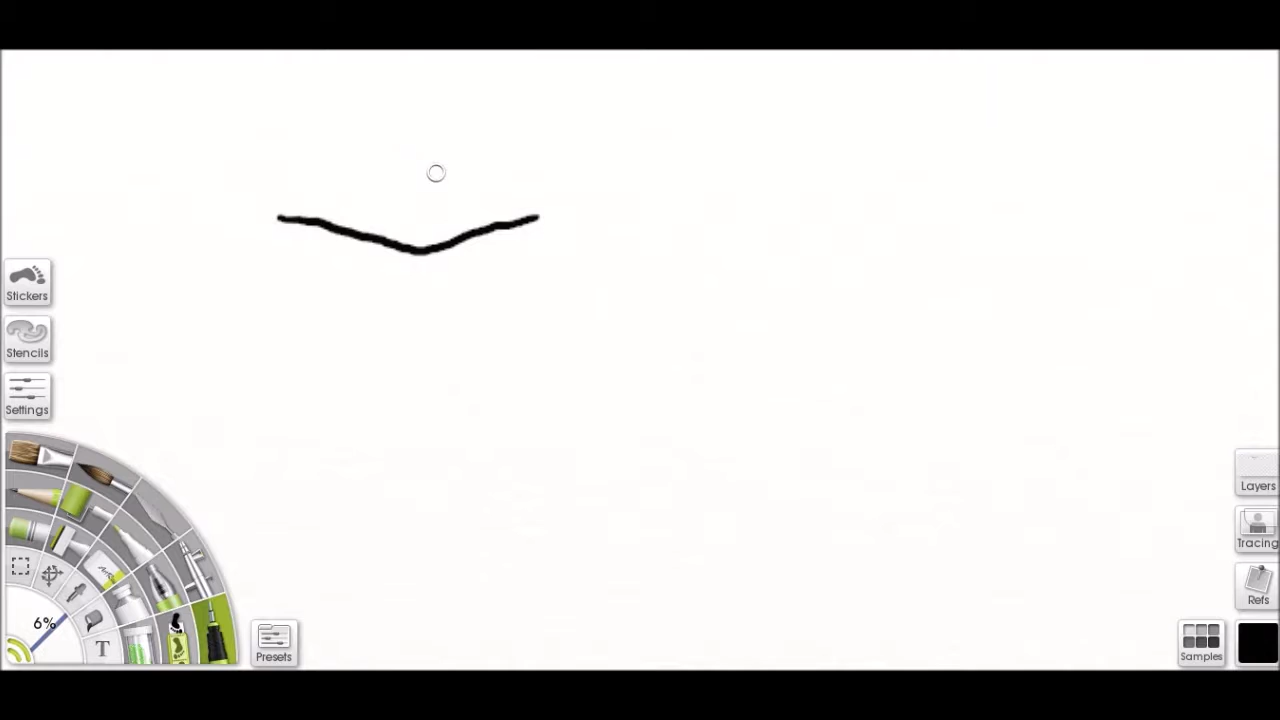 Stickers
Stencils
Settings
6%
T
Presets
Layers
Tracing
Refs
Samples